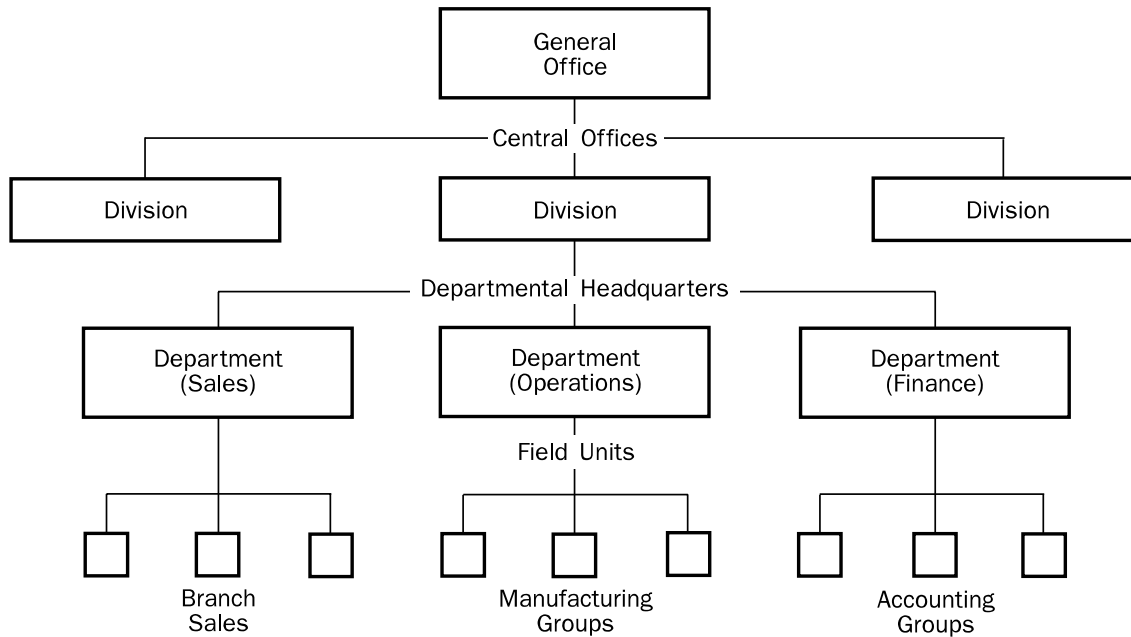 General
Office
Central Offices
Division
Division
Division
Departmental Headquarters
Department
(Sales)
Department
(Operations)
Department
(Finance)
Field Units
Branch
Sales
Manufacturing
Groups
Accounting
Groups